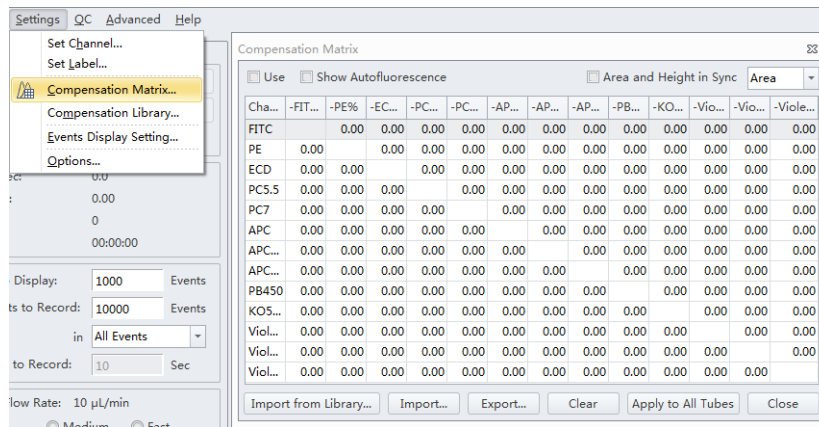 Settings QC Advanced Help
Set Channel...
Set Label...
Compensation Matrix...
Compensation Library...
Events Display Setting...
Options...
0.0
0.00
0
00:00:00
Display: 1000 Events
ts to Record: 10000 Events
in All Events
to Record: 10 Sec
Flow Rate: 10 μL/min
Medium Fast
Compensation Matrix
Use Show Autofluorescence Area and Height in Sync Area
Cha... -FIT... -PE% -EC... -PC... -PC... -AP... -AP... -AP... -PB... -KO... -Vio... -Vio... -Viole...
FITC 0.00 0.00 0.00 0.00 0.00 0.00 0.00 0.00 0.00 0.00 0.00 0.00
PE 0.00 0.00 0.00 0.00 0.00 0.00 0.00 0.00 0.00 0.00 0.00 0.00
ECD 0.00 0.00 0.00 0.00 0.00 0.00 0.00 0.00 0.00 0.00 0.00 0.00
PC5.5 0.00 0.00 0.00 0.00 0.00 0.00 0.00 0.00 0.00 0.00 0.00 0.00
PC7 0.00 0.00 0.00 0.00 0.00 0.00 0.00 0.00 0.00 0.00 0.00 0.00
APC 0.00 0.00 0.00 0.00 0.00 0.00 0.00 0.00 0.00 0.00 0.00 0.00
APC... 0.00 0.00 0.00 0.00 0.00 0.00 0.00 0.00 0.00 0.00 0.00 0.00
APC... 0.00 0.00 0.00 0.00 0.00 0.00 0.00 0.00 0.00 0.00 0.00 0.00
PB450 0.00 0.00 0.00 0.00 0.00 0.00 0.00 0.00 0.00 0.00 0.00 0.00
KO5... 0.00 0.00 0.00 0.00 0.00 0.00 0.00 0.00 0.00 0.00 0.00 0.00
Viol... 0.00 0.00 0.00 0.00 0.00 0.00 0.00 0.00 0.00 0.00 0.00 0.00
Viol... 0.00 0.00 0.00 0.00 0.00 0.00 0.00 0.00 0.00 0.00 0.00 0.00
Viol... 0.00 0.00 0.00 0.00 0.00 0.00 0.00 0.00 0.00 0.00 0.00 0.00
Import from Library... Import... Export... Clear Apply to All Tubes Close